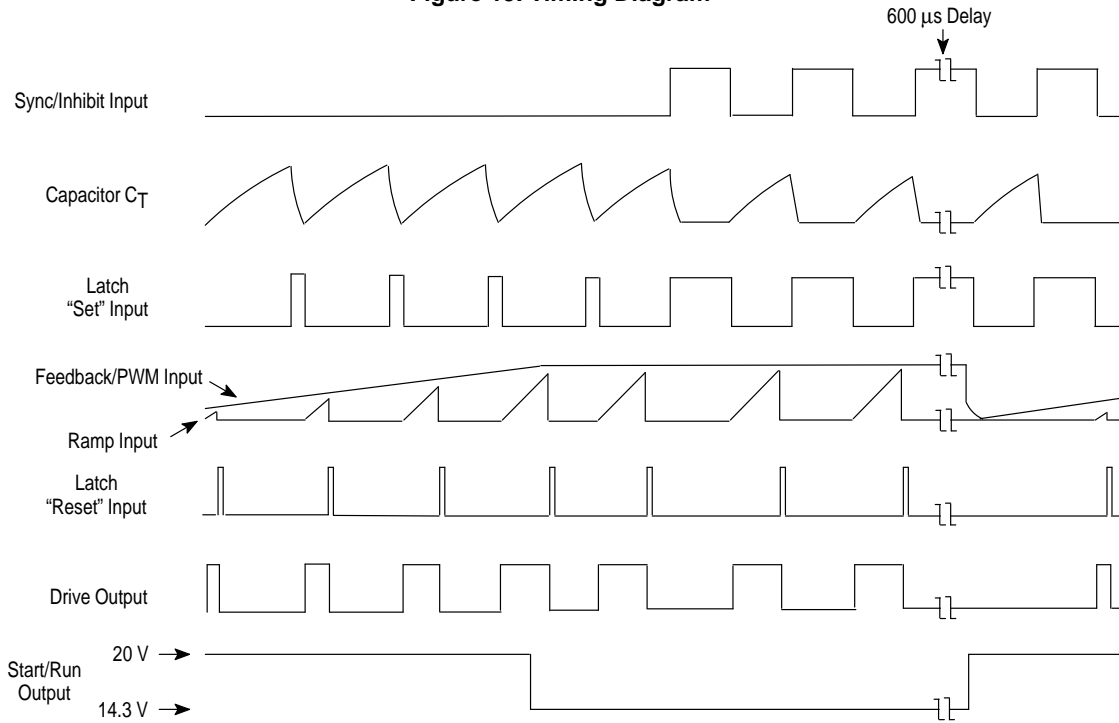 Figure Timing Diagram
600 μs Delay
Sync/Inhibit Input
Capacitor CT
Latch
“Set” Input
Feedback/PWM Input
Ramp Input
Latch
“Reset” Input
Drive Output
20 V
Start/Run
Output
14.3 V